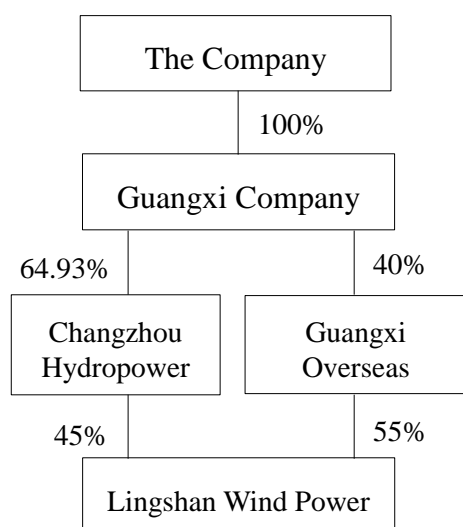 The Company
100%
Guangxi Company
64.93%
40%
Changzhou
Hydropower
Guangxi
Overseas
45%
55%
Lingshan Wind Power